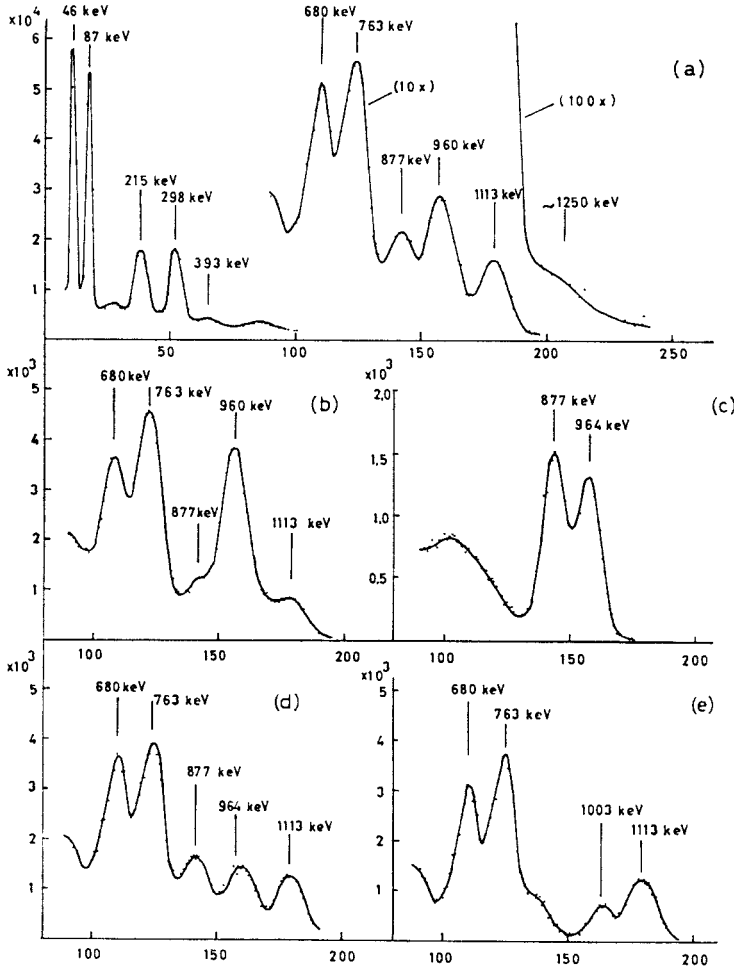 x10⁴ 46 keV 680 keV 763 keV
87 keV
6
(a)
5
(10 x) (100 x)
4
877keV 960 keV
3
215 keV 1113 keV ~1250 keV
298 keV
2
393 keV
1
50 100 150 200 250
x10³ 680 keV 763 keV 960 keV (b)
5
4
3
877keV
2
1113 keV
1
100 150 200
x10³ 877 keV (c)
2,0
964 keV
1,5
1,0
0,5
100 150 200
x10³ 680 keV 763 keV (d)
5
4
877 keV
3
964 keV
1113 keV
2
1
100 150 200
x10³ 680 keV (e)
5
763 keV
4
3
1003 keV
1113 keV
2
1
100 150 200